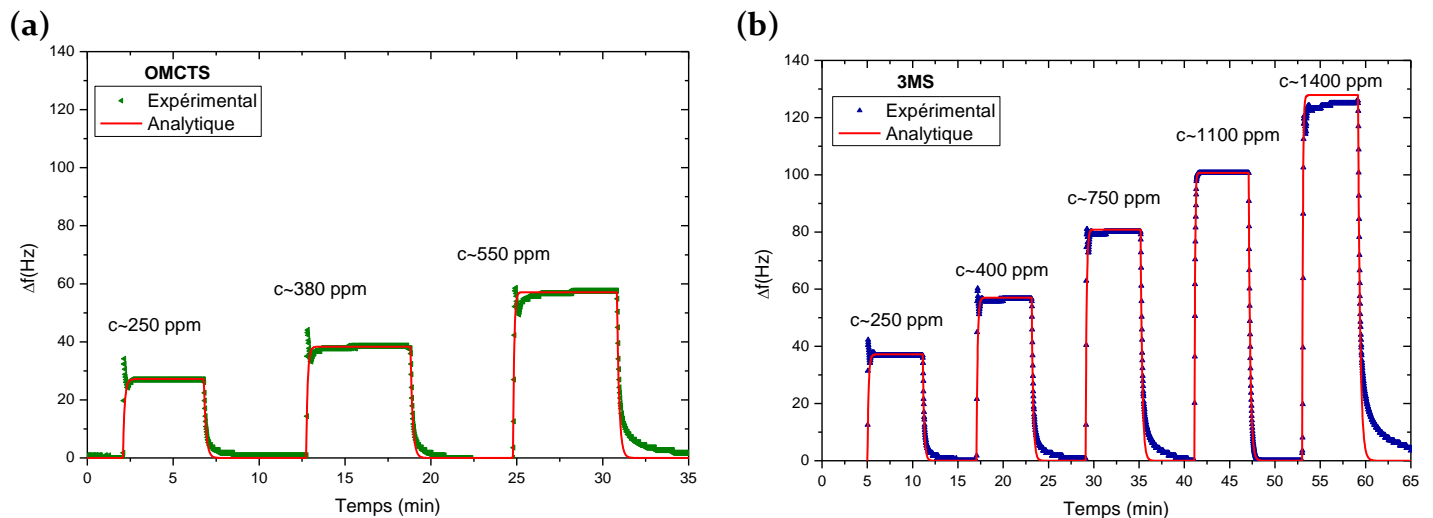 (a)
OMCTS
Expérimental
Analytique
140
120
100
80
60
40
20
0
Δf(Hz)
c~250 ppm
c~380 ppm
c~550 ppm
0 5 10 15 20 25 30 35
Temps (min)
(b)
3MS
Expérimental
Analytique
140
120
100
80
60
40
20
0
Δf(Hz)
c~250 ppm
c~400 ppm
c~750 ppm
c~1100 ppm
c~1400 ppm
0 5 10 15 20 25 30 35 40 45 50 55 60 65
Temps (min)